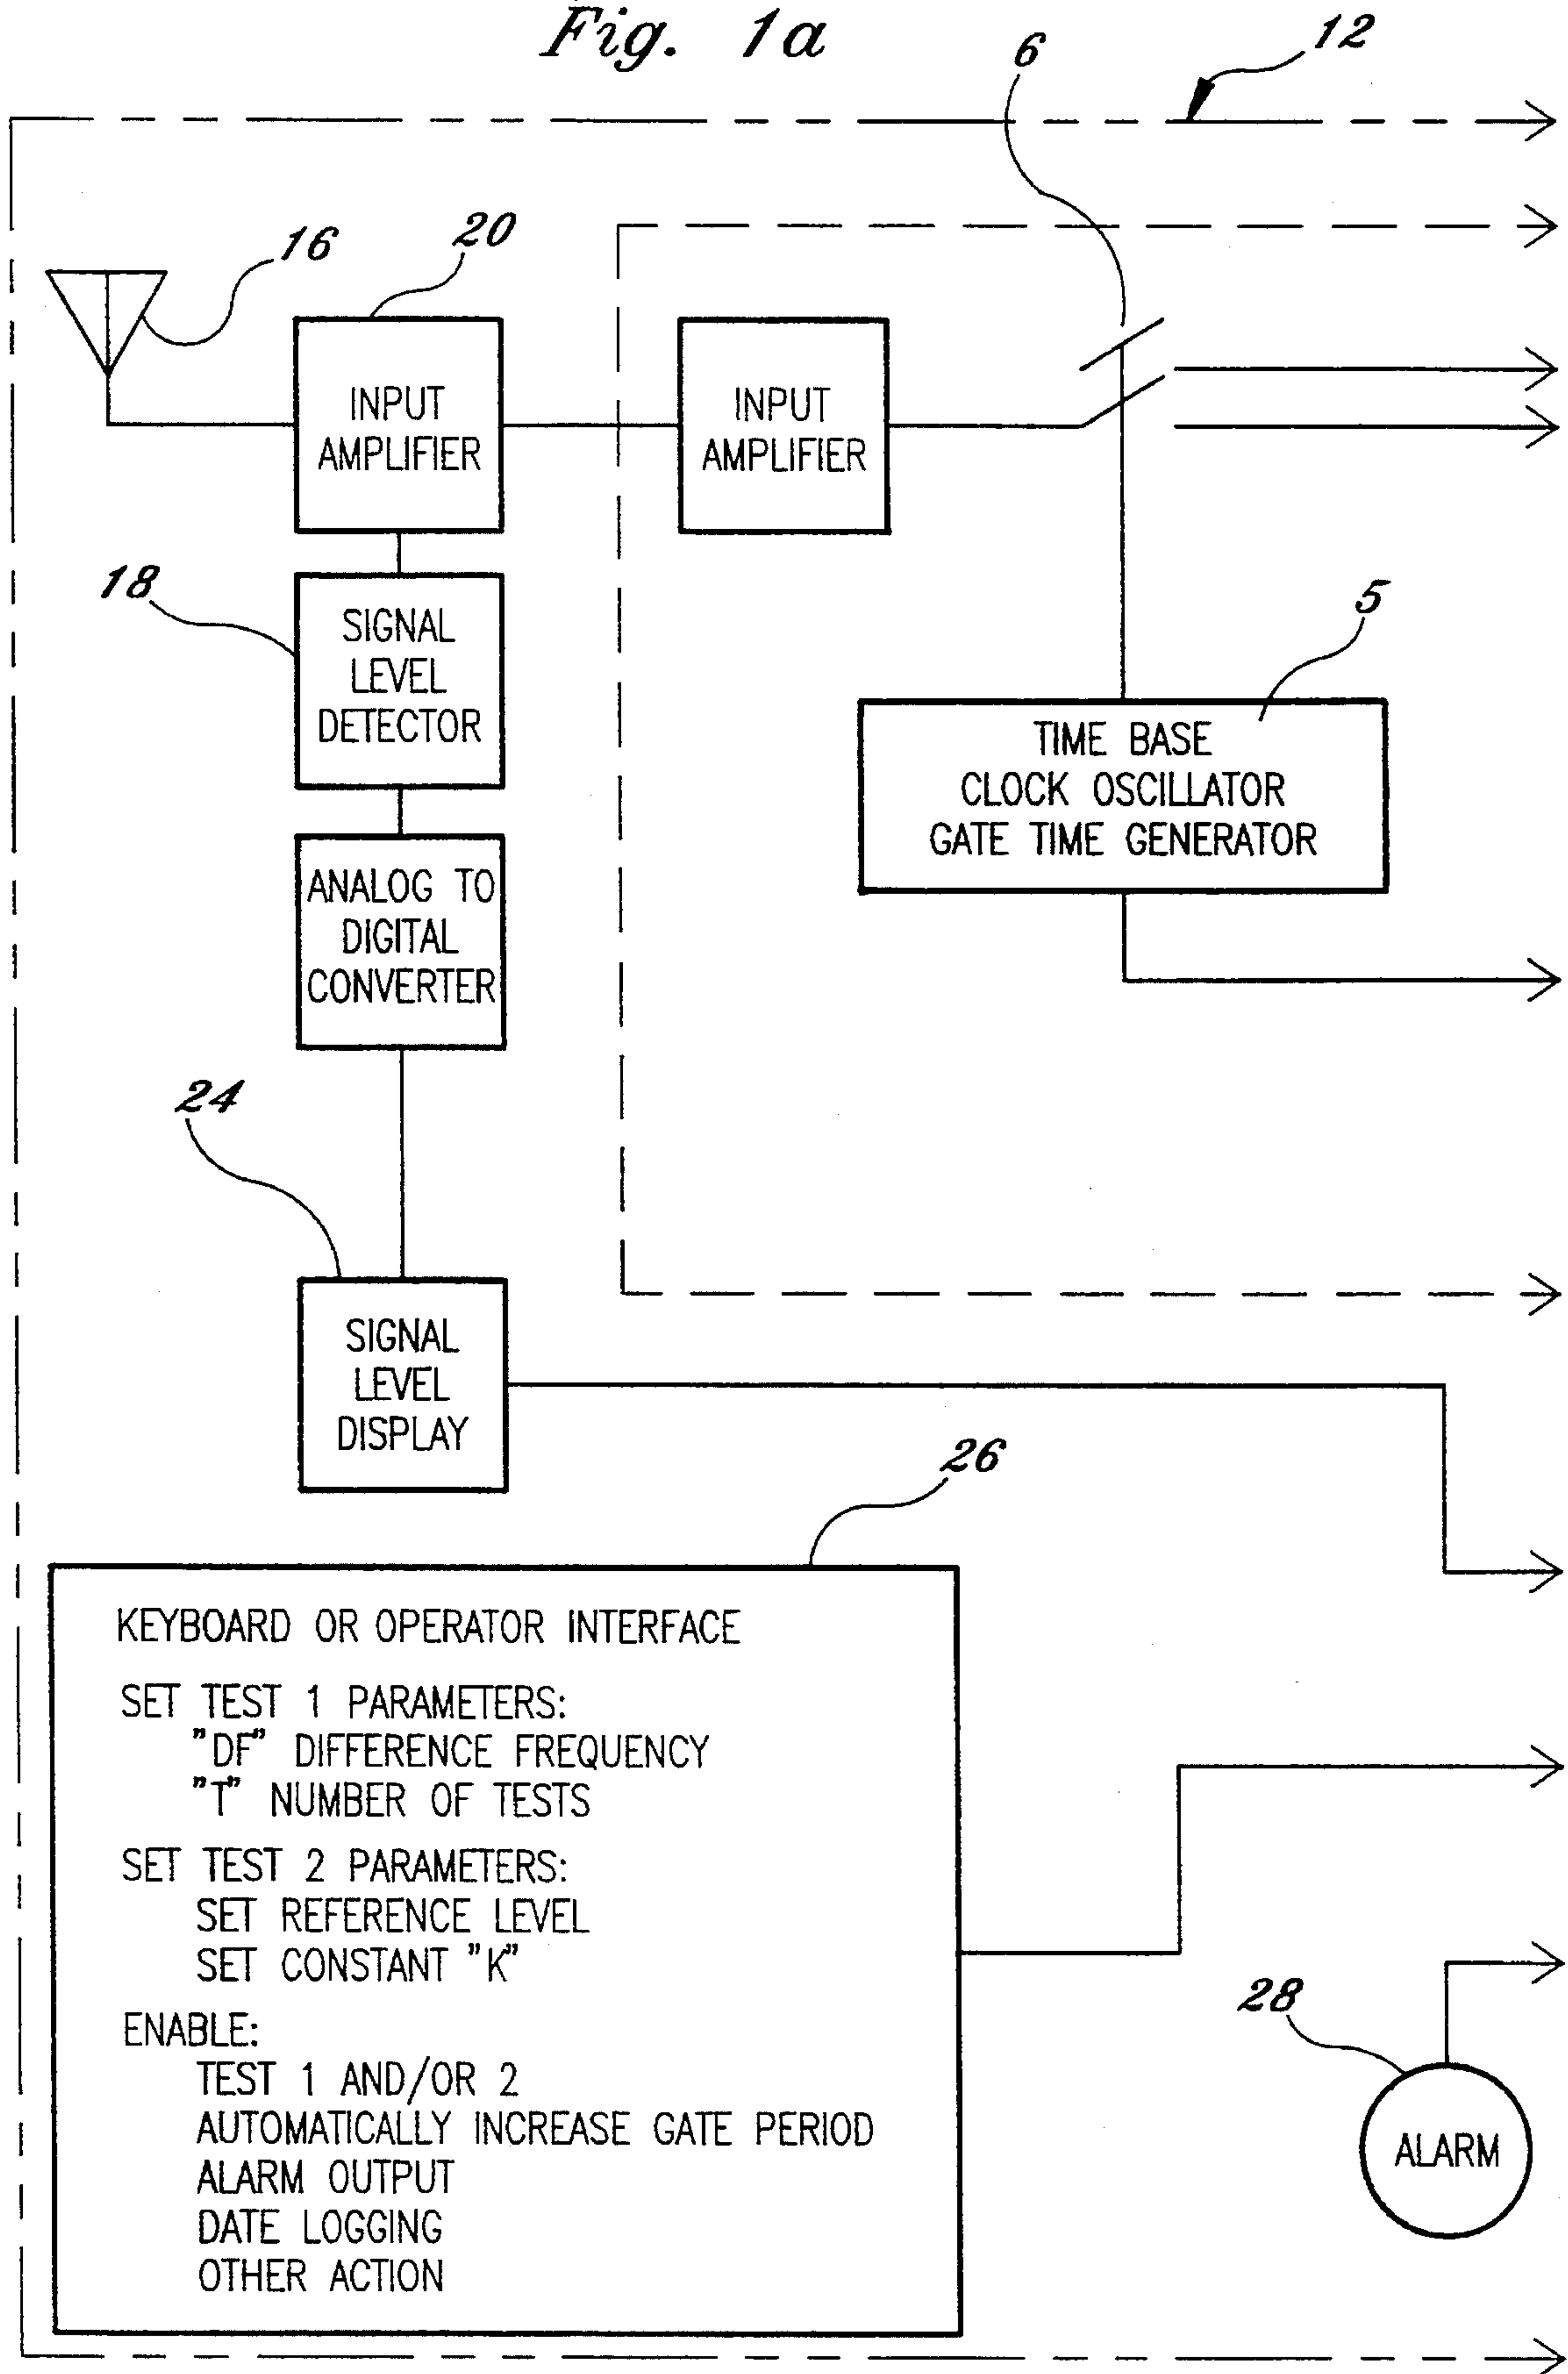 Fig. 1a
12
6
16
20
INPUT
AMPLIFIER
INPUT
AMPLIFIER
18
SIGNAL
LEVEL
DETECTOR
5
TIME BASE
CLOCK OSCILLATOR
GATE TIME GENERATOR
ANALOG TO
DIGITAL
CONVERTER
24
SIGNAL
LEVEL
DISPLAY
26
KEYBOARD OR OPERATOR INTERFACE
SET TEST 1 PARAMETERS:
"DF" DIFFERENCE FREQUENCY
"T" NUMBER OF TESTS
SET TEST 2 PARAMETERS:
SET REFERENCE LEVEL
SET CONSTANT "K"
ENABLE:
TEST 1 AND/OR 2
AUTOMATICALLY INCREASE GATE PERIOD
ALARM OUTPUT
DATE LOGGING
OTHER ACTION
28
ALARM